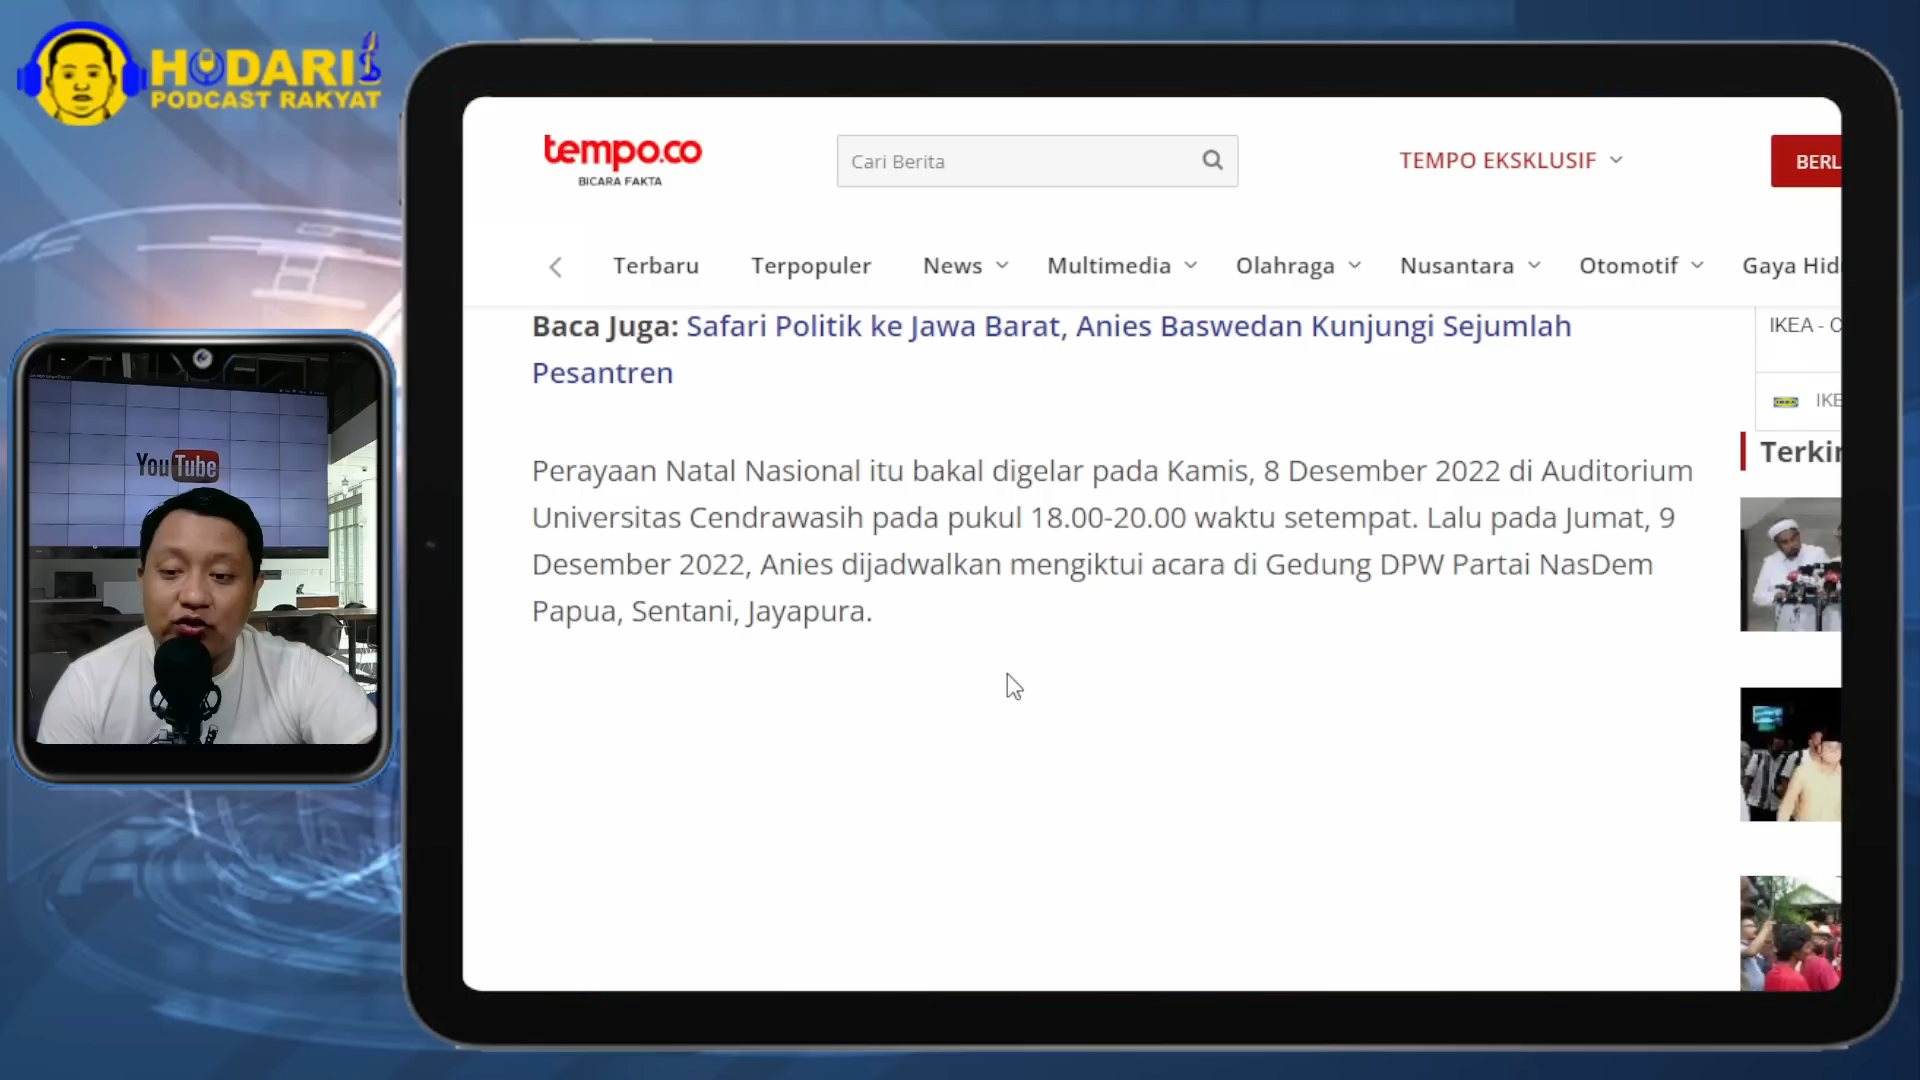 HODARI
PODCAST RAKYAT
tempo.co
BICARA FAKTA
Cari Berita
TEMPO EKSKLUSIF
BERL
Terbaru
Terpopuler
News
Multimedia
Olahraga
Nusantara
Otomotif
Gaya Hid
Baca Juga: Safari Politik ke Jawa Barat, Anies Baswedan Kunjungi Sejumlah
Pesantren
Perayaan Natal Nasional itu bakal digelar pada Kamis, 8 Desember 2022 di Auditorium
Universitas Cendrawasih pada pukul 18.00-20.00 waktu setempat. Lalu pada Jumat, 9
Desember 2022, Anies dijadwalkan mengiktui acara di Gedung DPW Partai NasDem
Papua, Sentani, Jayapura.
IKEA - 
IKE
Terkin
YouTube